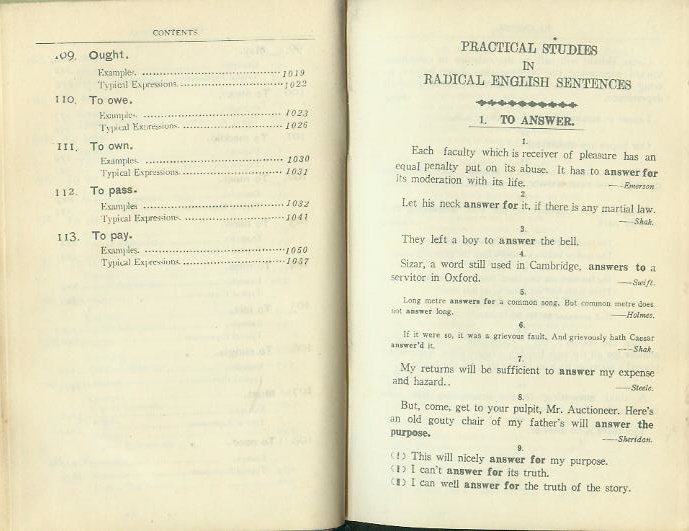 CONTENTS
109. Ought.
Examples. 1019
Typical Expressions. 1022
110. To owe.
Examples. 1023
Typical Expressions. 1026
111. To own.
Examples. 1030
Typical Expressions. 1031
112. To pass.
Examples 1032
Typical Expressions. 1041
113. To pay.
Examples. 1050
Typical Expressions. 1057
PRACTICAL STUDIES
IN
RADICAL ENGLISH SENTENCES
1. TO ANSWER.
1.
Each faculty which is receiver of pleasure has an
equal penalty put on its abuse. It has to answer for
its moderation with its life. —Emerson.
2.
Let his neck answer for it, if there is any martial law.
—Shak.
3.
They left a boy to answer the bell.
4.
Sizar, a word still used in Cambridge, answers to a
servitor in Oxford. —Swift.
5.
Long metre answers for a common song, But common metre does
not answer long. —Holmes.
6.
If it were so, it was a grievous fault, And grievously hath Caesar
answer'd it. —Shak.
7.
My returns will be sufficient to answer my expense
and hazard.. —Steele.
8.
But, come, get to your pulpit, Mr. Auctioneer. Here's
an old gouty chair of my father's will answer the
purpose. —Sheridan.
9.
This will nicely answer for my purpose.
I can't answer for its truth.
I can well answer for the truth of the story.